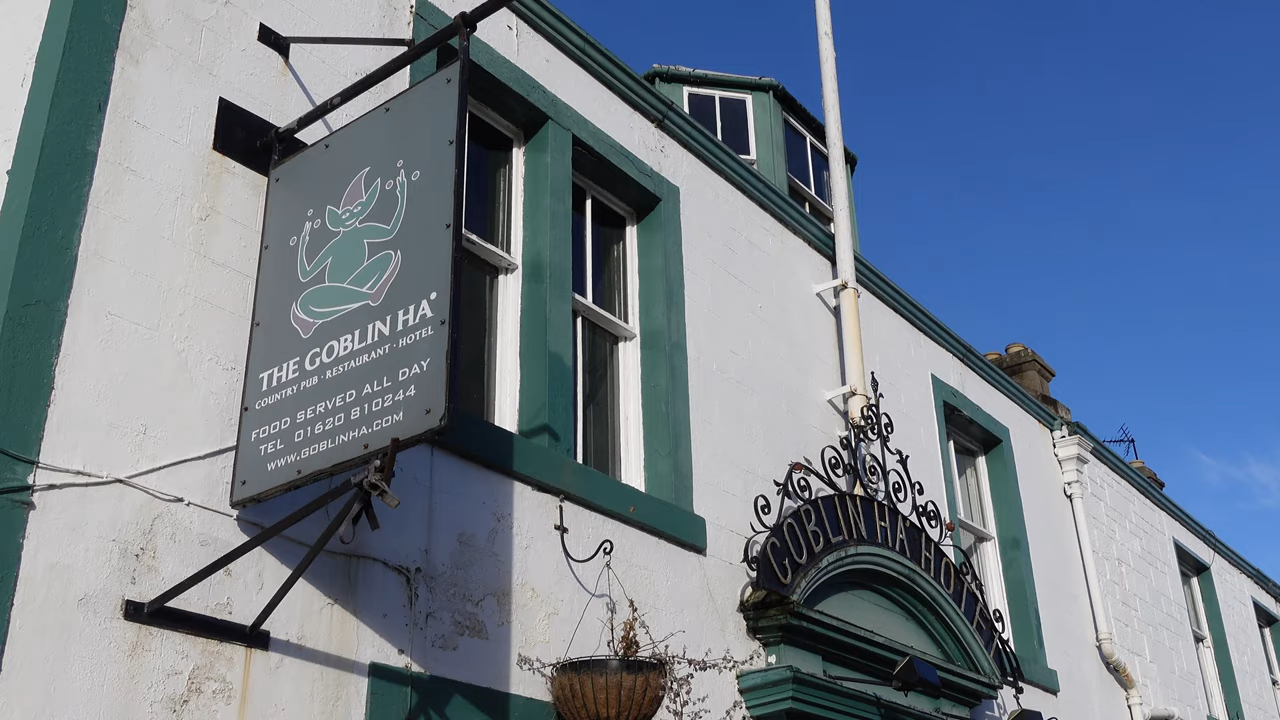 THE GOBLIN HA'
COUNTRY PUB · RESTAURANT · HOTEL
FOOD SERVED ALL DAY
TEL 01620 810244
WWW.GOBLINHA.COM
GOBLIN HA HOTEL